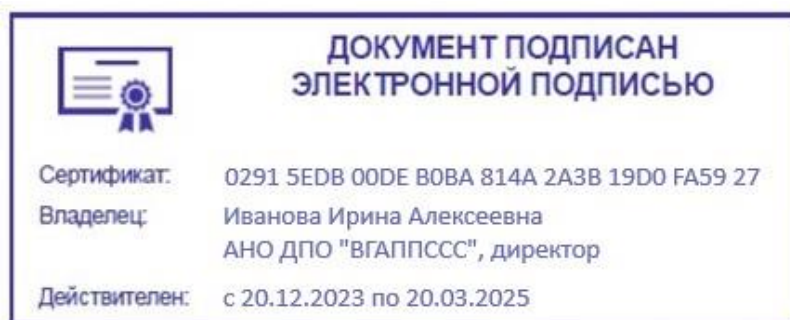 ДОКУМЕНТ ПОДПИСАН
ЭЛЕКТРОННОЙ ПОДПИСЬЮ
Сертификат: 0291 5EDB 00DE B0BA 814A 2A3B 19D0 FA59 27
Владелец: Иванова Ирина Алексеевна
АНО ДПО "ВГАППССС", директор
Действителен: с 20.12.2023 по 20.03.2025